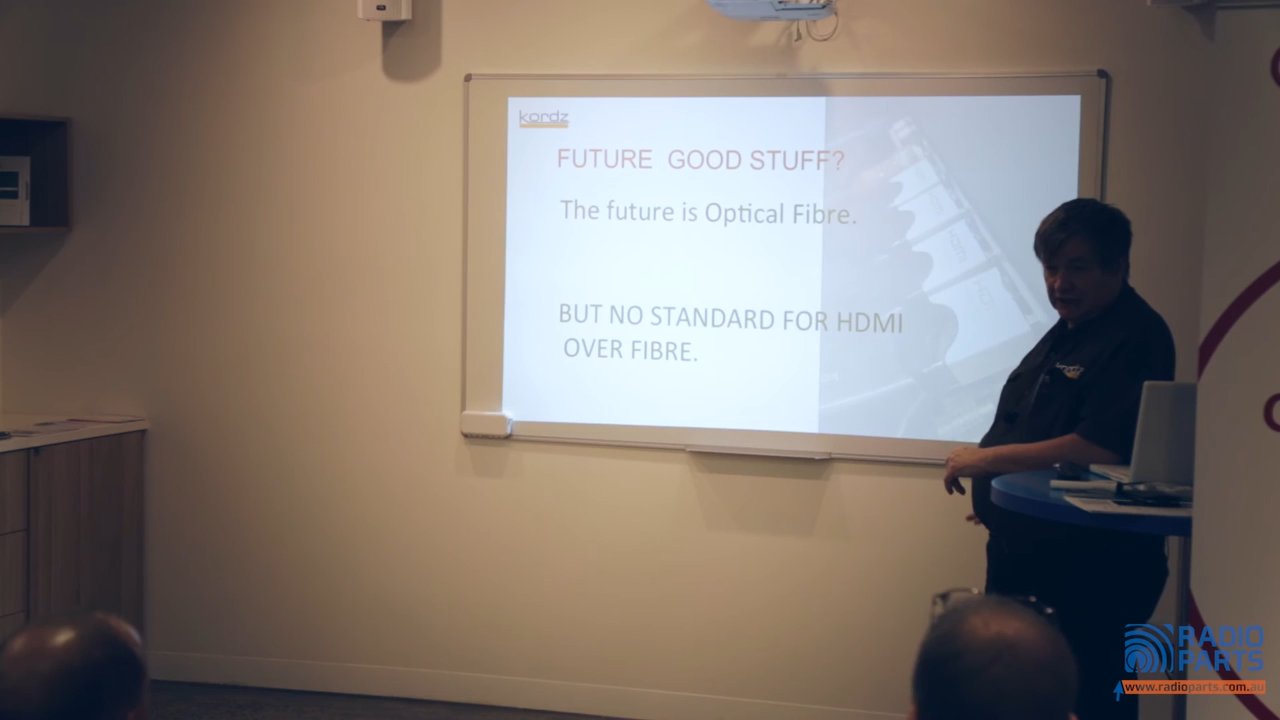 kordz
FUTURE GOOD STUFF?
The future is Optical Fibre.
BUT NO STANDARD FOR HDMI
OVER FIBRE.
RADIO
PARTS
www.radioparts.com.au